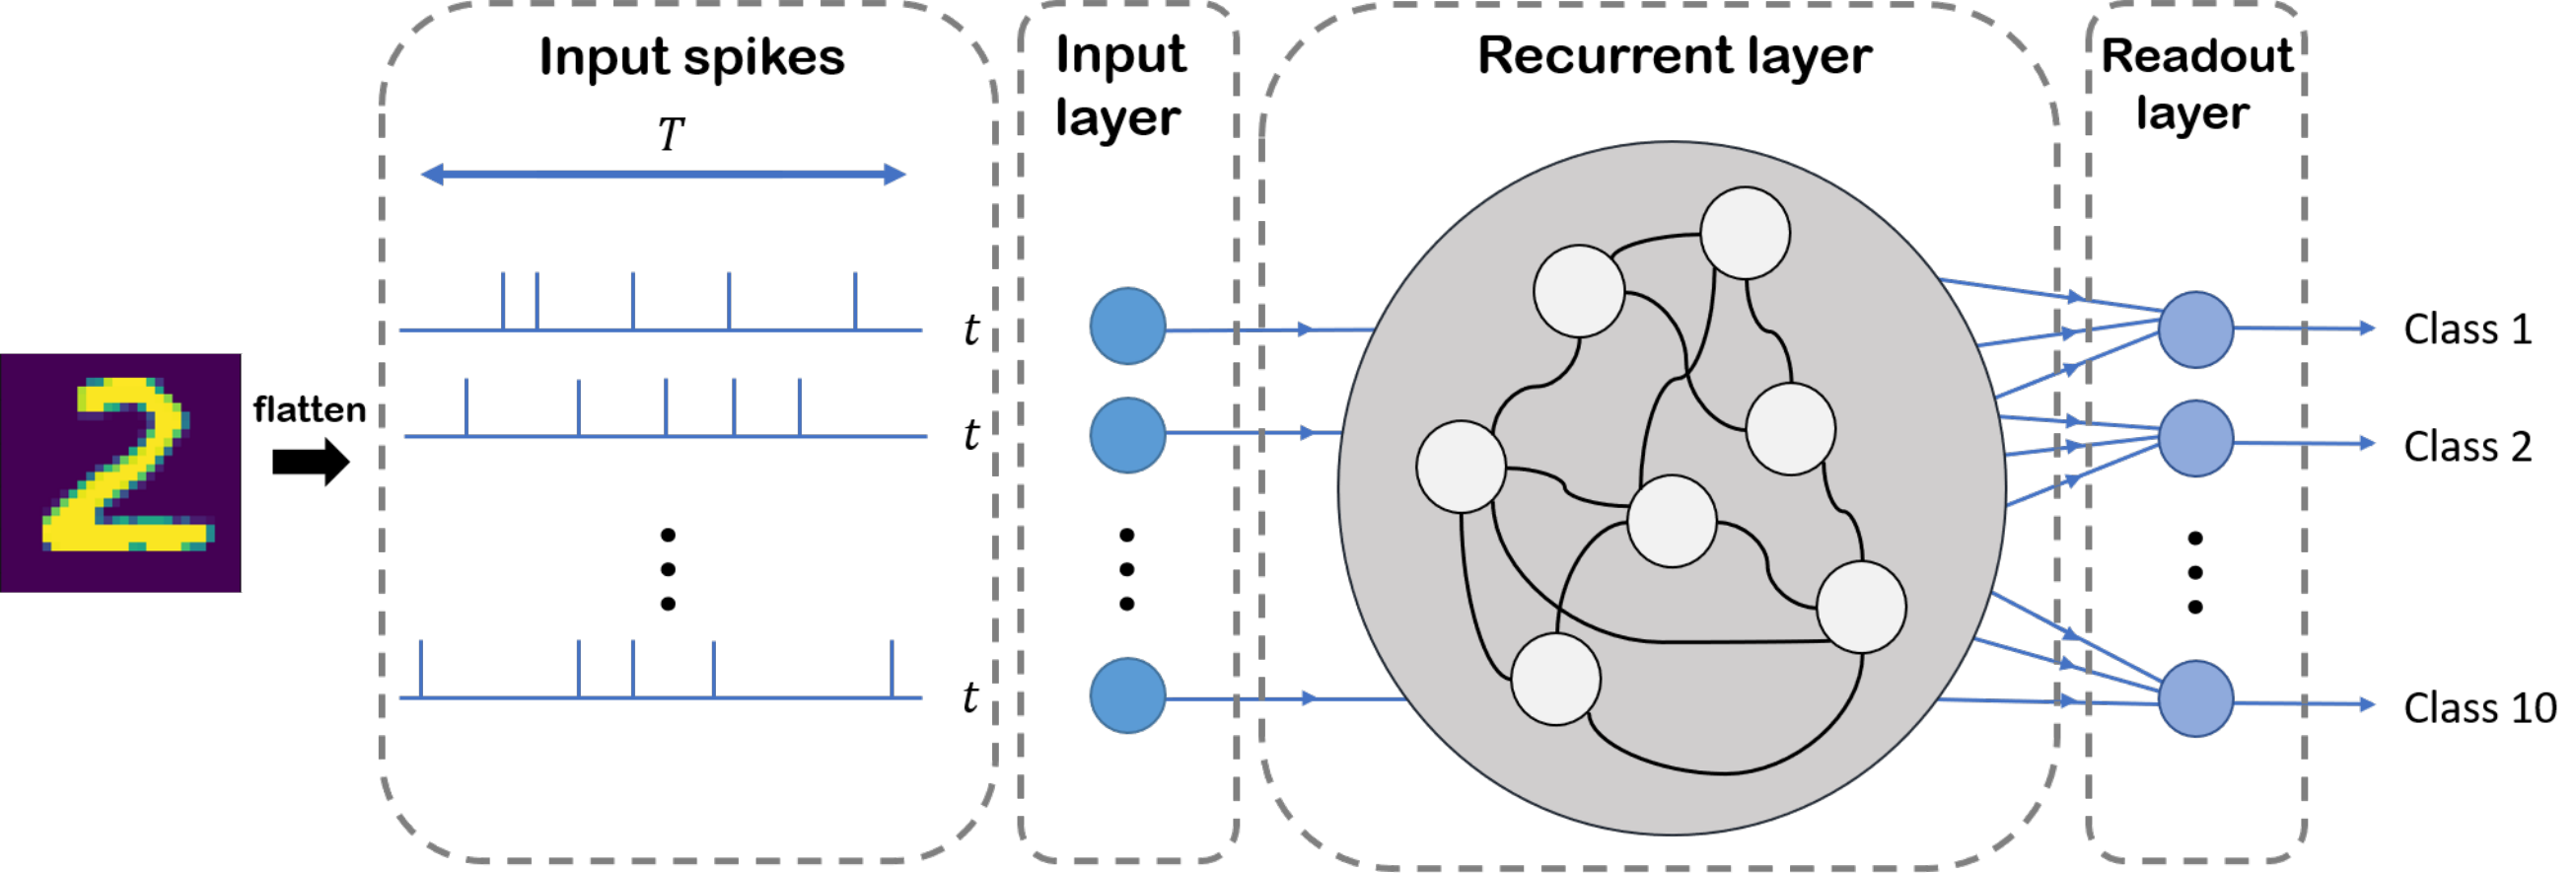 Input spikes
T
t
t
t
flatten
Input
layer
Recurrent layer
Readout
layer
Class 1
Class 2
Class 10